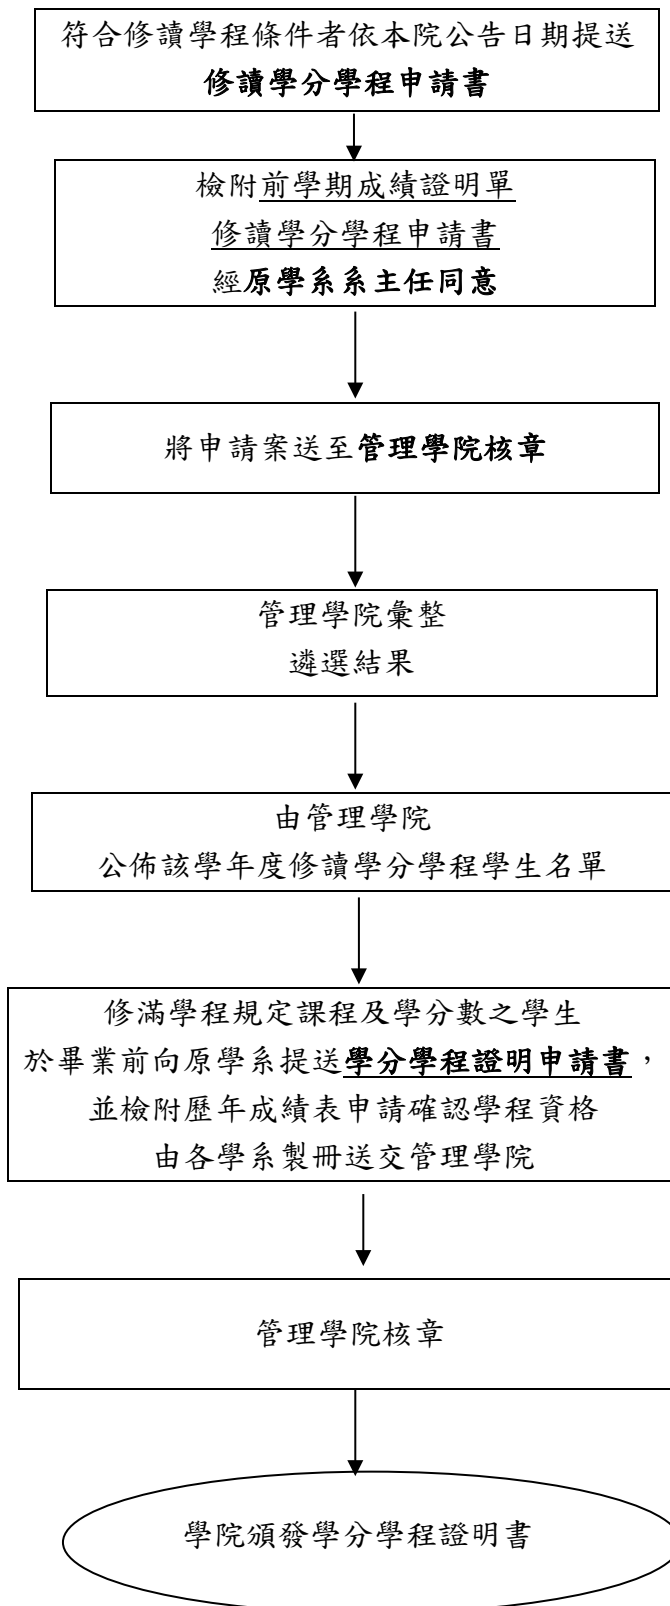 符合修讀學程條件者依本院公告日期提送
修讀學分學程申請書
檢附前學期成績證明單
修讀學分學程申請書
經原學系系主任同意
將申請案送至管理學院核章
管理學院彙整
遴選結果
由管理學院
公佈該學年度修讀學分學程學生名單
修滿學程規定課程及學分數之學生
於畢業前向原學系提送學分學程證明申請書，
並檢附歷年成績表申請確認學程資格
由各學系製冊送交管理學院
管理學院核章
學院頒發學分學程證明書